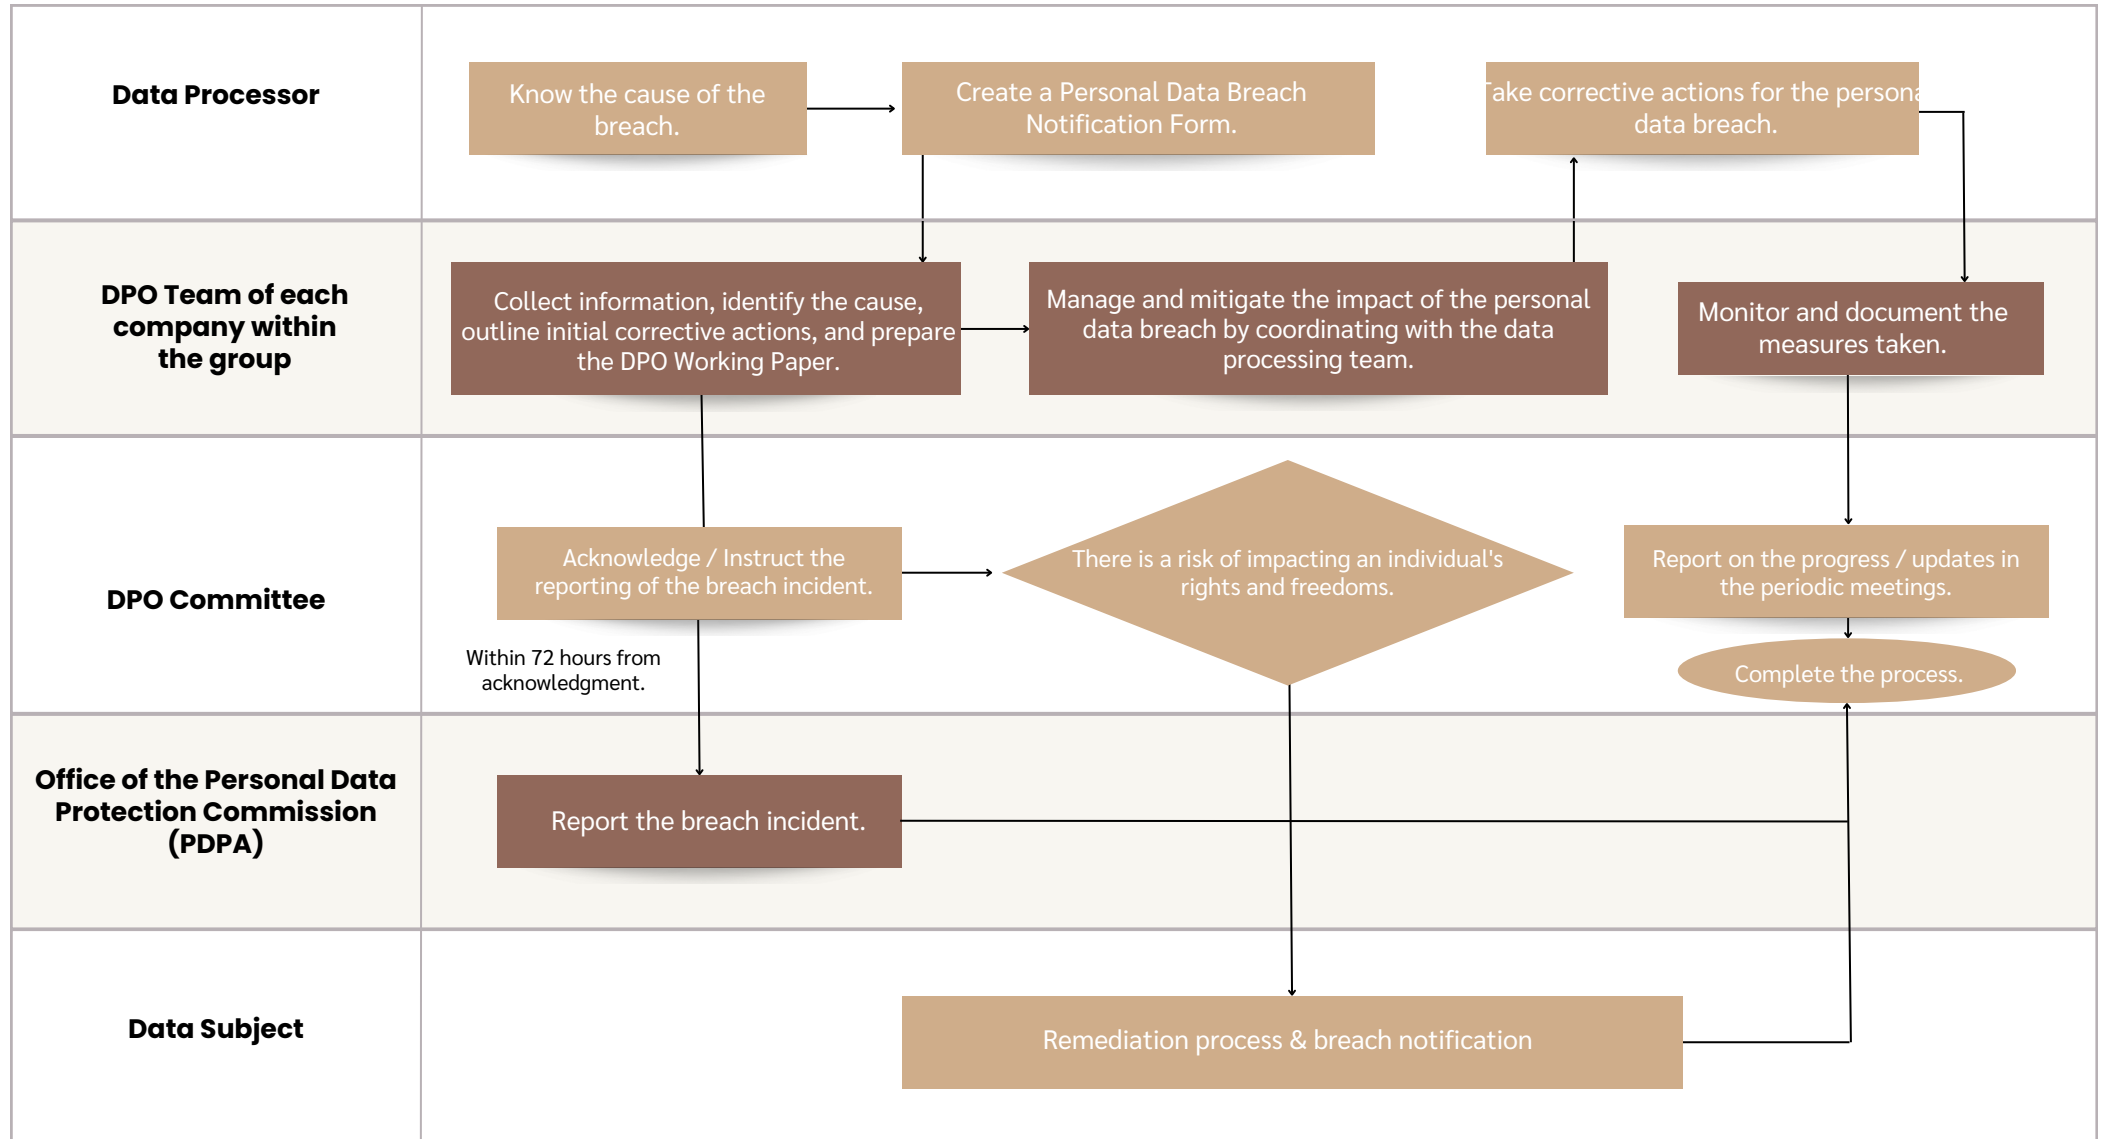 Data Processor
Know the cause of the
breach.
Create a Personal Data Breach
Notification Form.
Take corrective actions for the persona
data breach.
DPO Team of each
company within
the group
Collect information, identify the cause,
outline initial corrective actions, and prepare
the DPO Working Paper.
Manage and mitigate the impact of the personal
data breach by coordinating with the data
processing team.
Monitor and document the
measures taken.
DPO Committee
Acknowledge / Instruct the
reporting of the breach incident.
Within 72 hours from
acknowledgment.
There is a risk of impacting an individual's
rights and freedoms.
Report on the progress / updates in
the periodic meetings.
Complete the process.
Office of the Personal Data
Protection Commission
(PDPA)
Report the breach incident.
Data Subject
Remediation process & breach notification